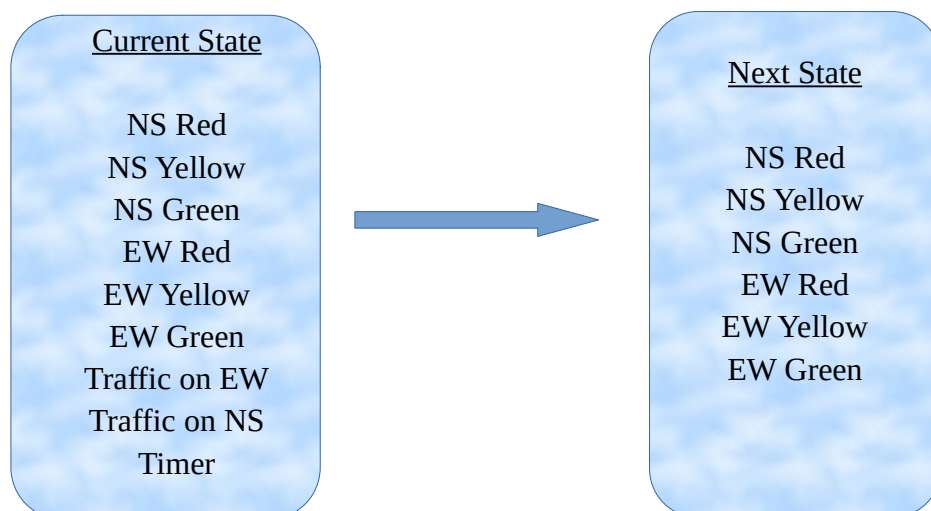 Current State
NS Red
NS Yellow
NS Green
EW Red
EW Yellow
EW Green
Traffic on EW
Traffic on NS
Timer
Next State
NS Red
NS Yellow
NS Green
EW Red
EW Yellow
EW Green